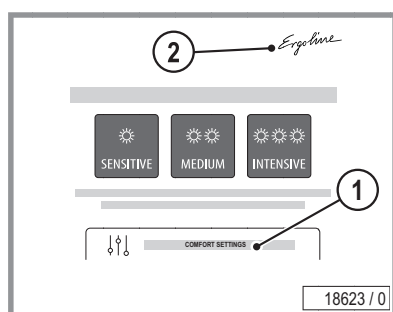 2
Ergoline
SENSITIVE MEDIUM INTENSIVE
1
COMFORT SETTINGS
18623 / 0